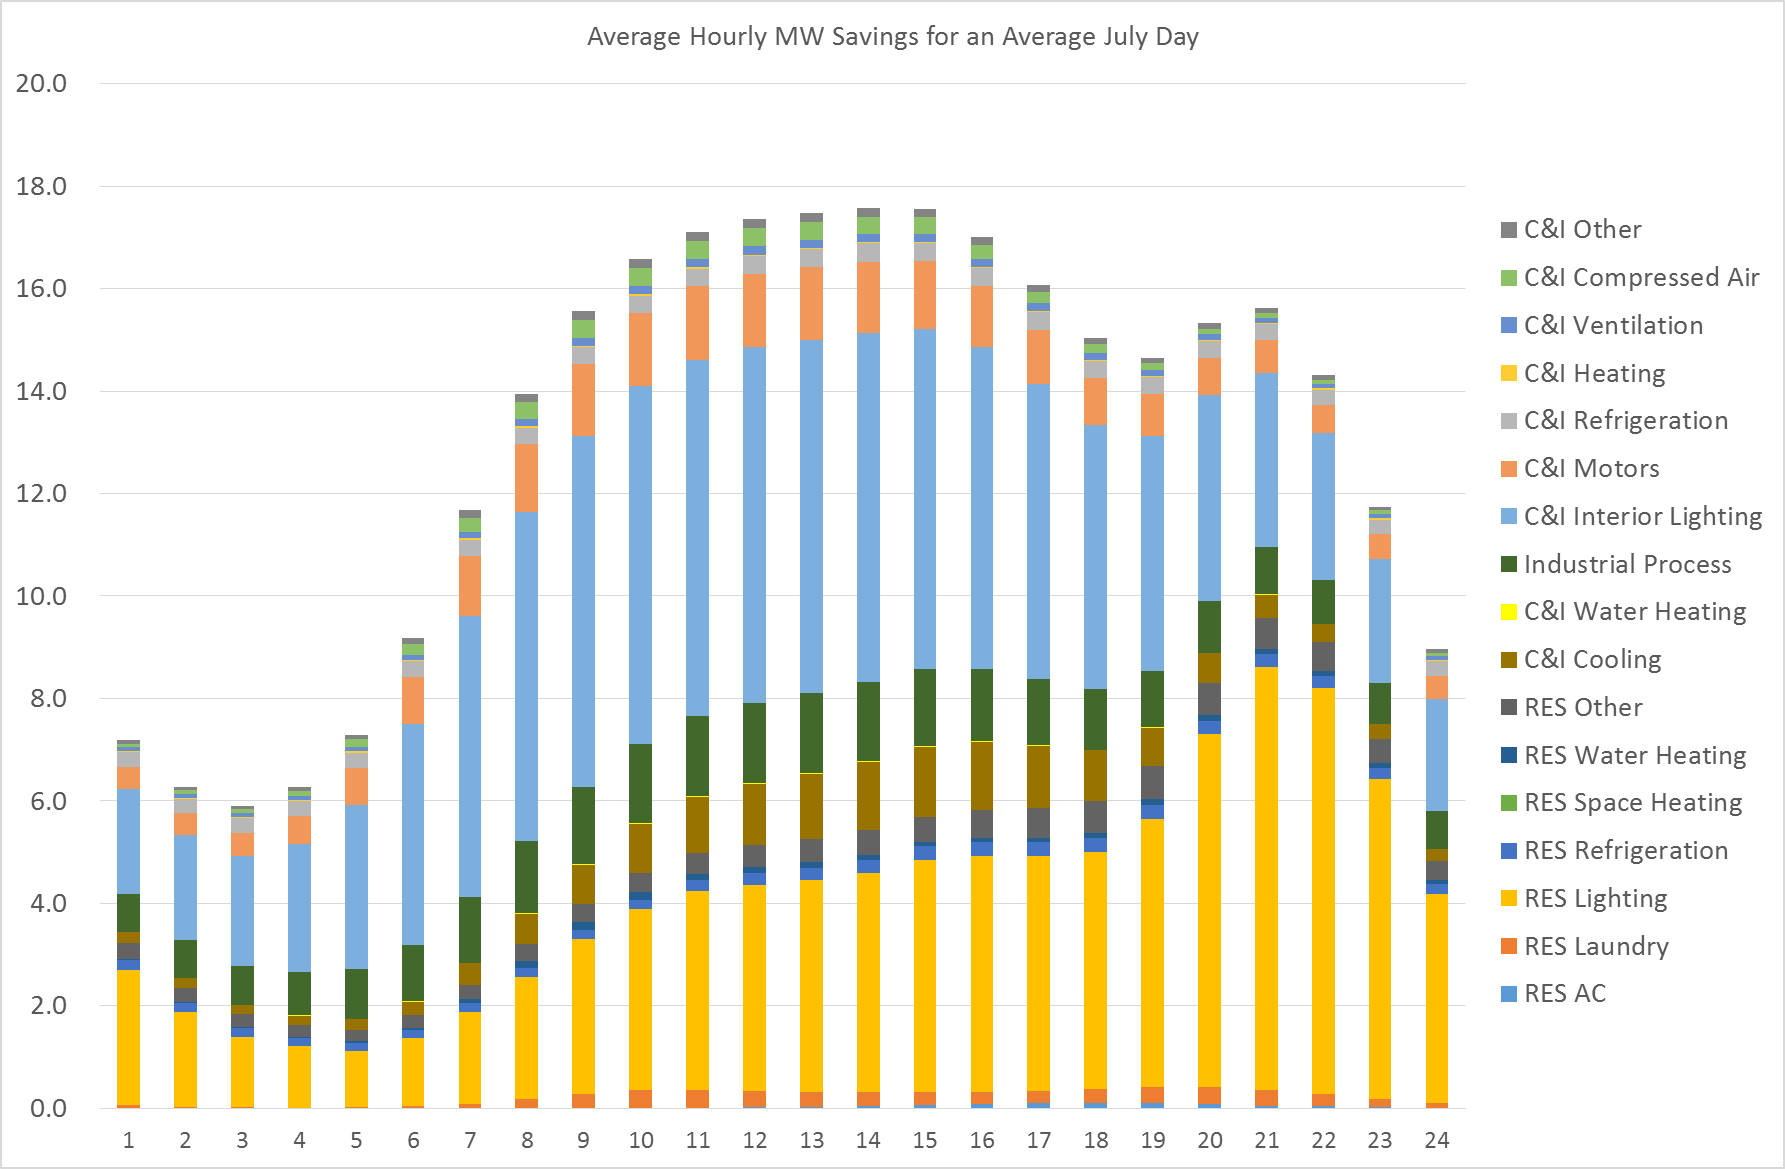 Average Hourly MW Savings for an Average July Day
20.0
18.0
16.0
14.0
12.0
10.0
8.0
6.0
4.0
2.0
0.0
1 2 3 4 5 6 7 8 9 10 11 12 13 14 15 16 17 18 19 20 21 22 23 24
C&I Other
C&I Compressed Air
C&I Ventilation
C&I Heating
C&I Refrigeration
C&I Motors
C&I Interior Lighting
Industrial Process
C&I Water Heating
C&I Cooling
RES Other
RES Water Heating
RES Space Heating
RES Refrigeration
RES Lighting
RES Laundry
RES AC